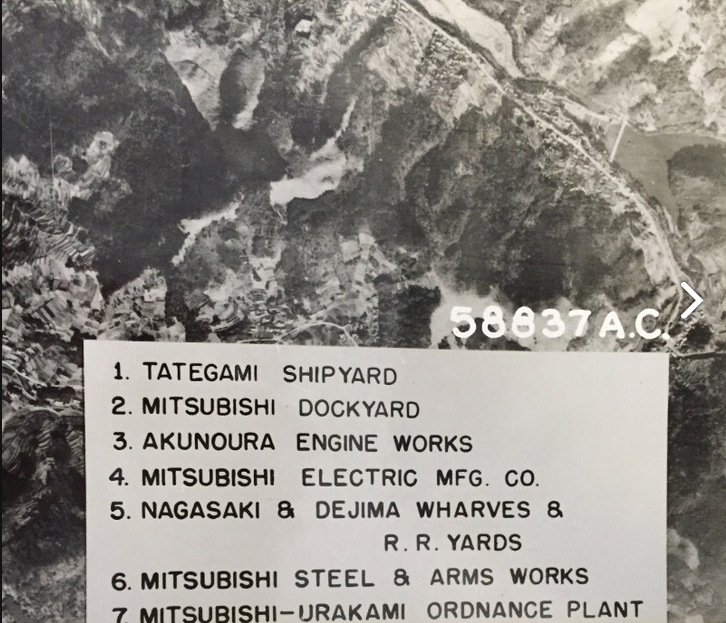 58837 A.C.
1. TATEGAMI SHIPYARD
2. MITSUBISHI DOCKYARD
3. AKUNOURA ENGINE WORKS
4. MITSUBISHI ELECTRIC MFG. CO.
5. NAGASAKI & DEJIMA WHARVES &
R.R. YARDS
6. MITSUBISHI STEEL & ARMS WORKS
7 MITSUBISHI-URAKAMI ORDNANCE PLANT